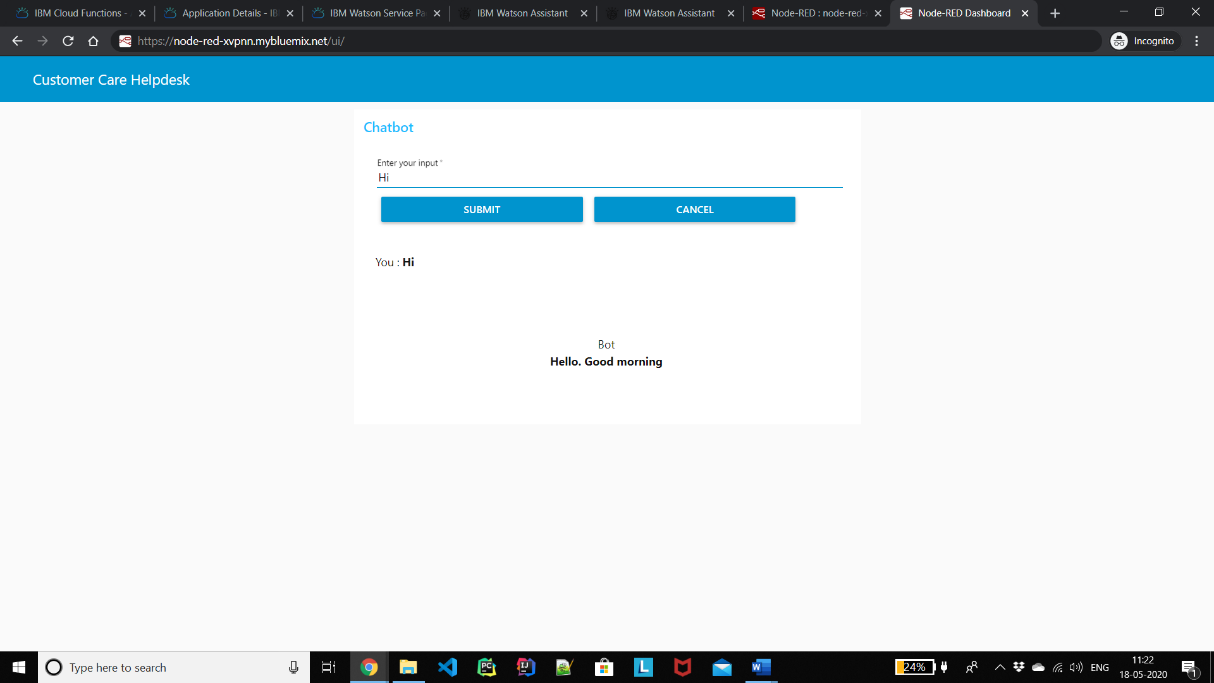 IBM Cloud Functions -
Application Details - IB
IBM Watson Service Pa
IBM Watson Assistant
IBM Watson Assistant
Node-RED : node-red-
Node-RED Dashboard
https://node-red-xvpnn.mybluemix.net/ui/
Incognito
Customer Care Helpdesk
Chatbot
Enter your input *
Hi
SUBMIT
CANCEL
You : Hi
Bot
Hello. Good morning
Type here to search
PC
IJ
L
W
24%
ENG
11:22
18-05-2020
1